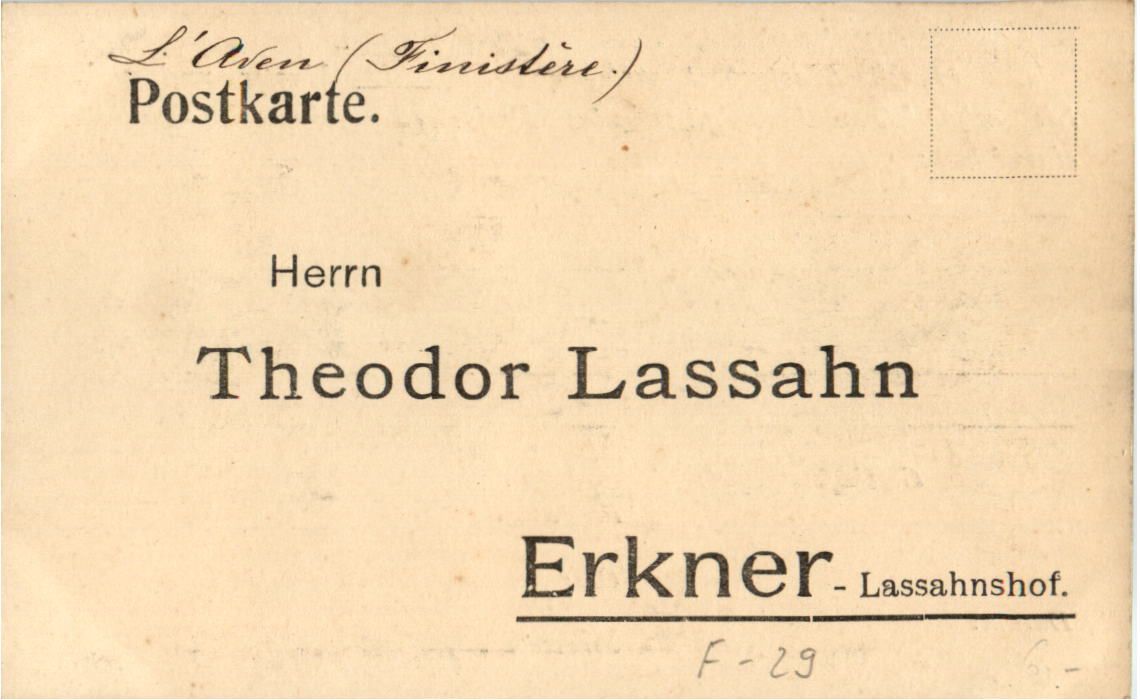 L'Aven (Finistère.)
Postkarte.
Herrn
Theodor Lassahn
Erkner - Lassahnshof.
F - 29
6.-